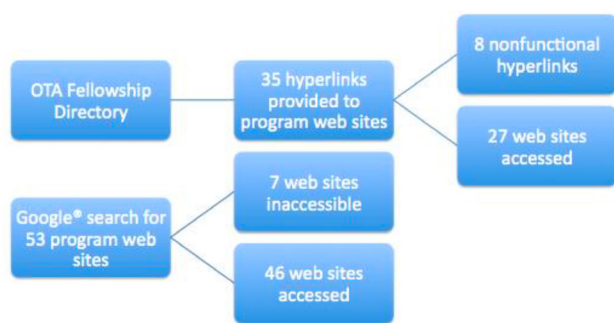 OTA Fellowship
Directory
35 hyperlinks
provided to
program web sites
8 nonfunctional
hyperlinks
27 web sites
accessed
Google® search for
53 program web
sites
7 web sites
inaccessible
46 web sites
accessed